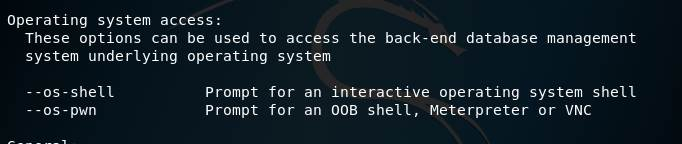 Operating system access:
These options can be used to access the back-end database management
system underlying operating system
--os-shell Prompt for an interactive operating system shell
--os-pwn Prompt for an OOB shell, Meterpreter or VNC
General